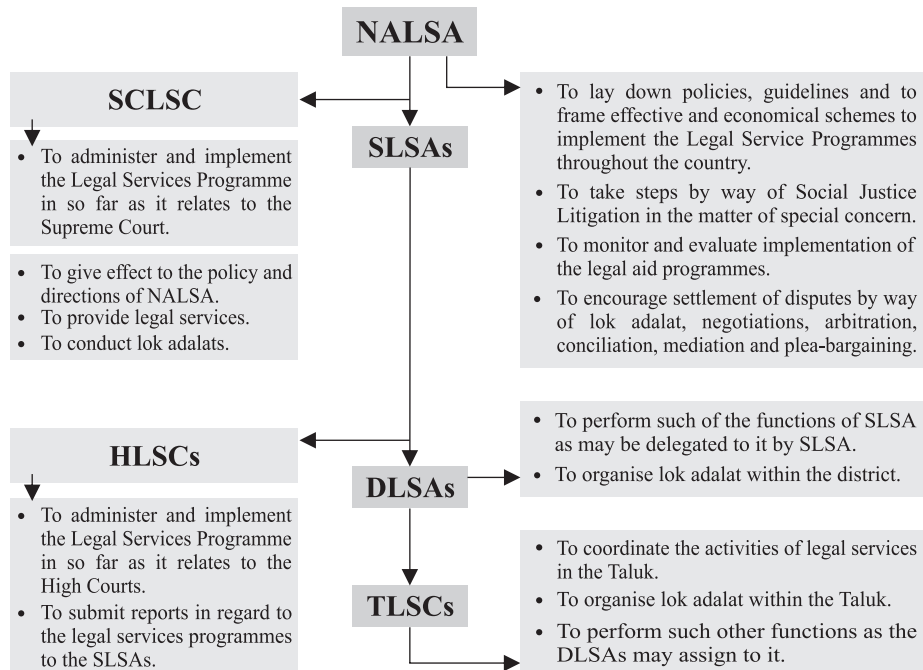 NALSA
SCLSC
• To administer and implement
the Legal Services Programme
in so far as it relates to the
Supreme Court.
• To give effect to the policy and
directions of NALSA.
• To provide legal services.
• To conduct lok adalats.
SLSAs
• To lay down policies, guidelines and to
frame effective and economical schemes to
implement the Legal Service Programmes
throughout the country.
• To take steps by way of Social Justice
Litigation in the matter of special concern.
• To monitor and evaluate implementation of
the legal aid programmes.
• To encourage settlement of disputes by way
of lok adalat, negotiations, arbitration,
conciliation, mediation and plea-bargaining.
HLSCs
• To administer and implement
the Legal Services Programme
in so far as it relates to the
High Courts.
• To submit reports in regard to
the legal services programmes
to the SLSAs.
DLSAs
• To perform such of the functions of SLSA
as may be delegated to it by SLSA.
• To organise lok adalat within the district.
TLSCs
• To coordinate the activities of legal services
in the Taluk.
• To organise lok adalat within the Taluk.
• To perform such other functions as the
DLSAs may assign to it.